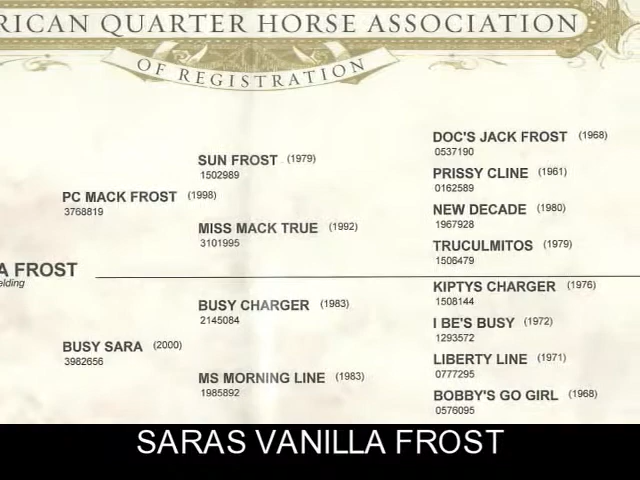 RICAN QUARTER HORSE ASSOCIATION
OF REGISTRATION
DOC'S JACK FROST (1968)
0537190
SUN FROST (1979)
1502989
PRISSY CLINE (1961)
0162589
PC MACK FROST (1998)
3768819
NEW DECADE (1980)
1967928
MISS MACK TRUE (1992)
3101995
TRUCULMITOS (1979)
1506479
A FROST
elding
KIPTYS CHARGER (1976)
1508144
BUSY CHARGER (1983)
2145084
I BE'S BUSY (1972)
1293572
BUSY SARA (2000)
3982656
LIBERTY LINE (1971)
0777295
MS MORNING LINE (1983)
1985892
BOBBY'S GO GIRL (1968)
0576095
SARAS VANILLA FROST